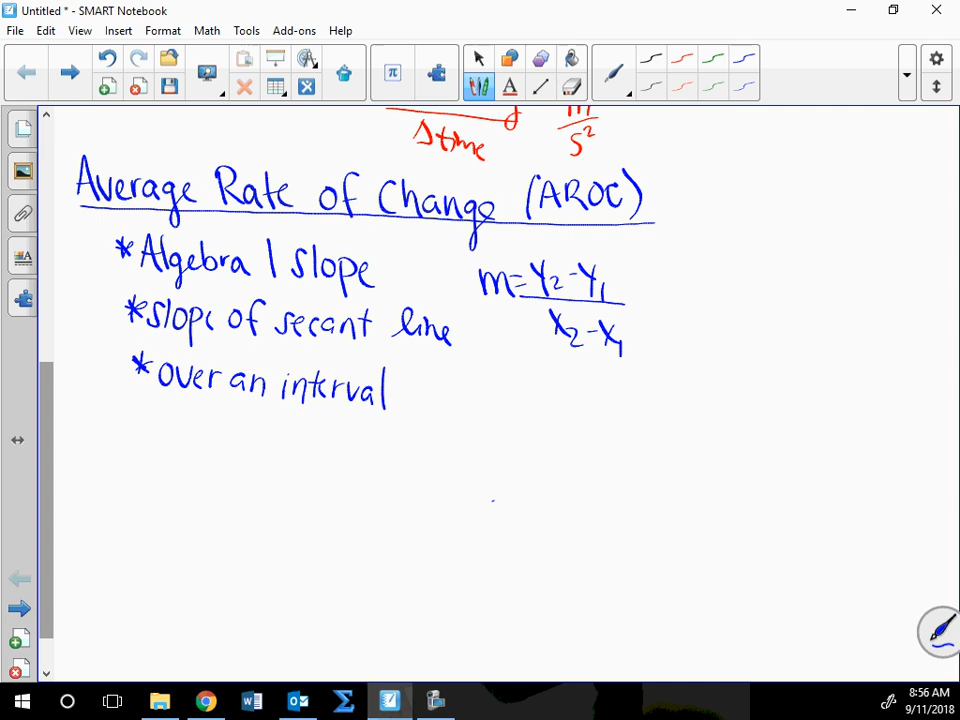 Untitled * - SMART Notebook
File Edit View Insert Format Math Tools Add-ons Help
Δtime
S²
Average Rate of Change (AROC)
*Algebra 1 Slope
m=Y₂-Y₁
X₂-X₁
*slope of secant line
*over an interval
8:56 AM
9/11/2018